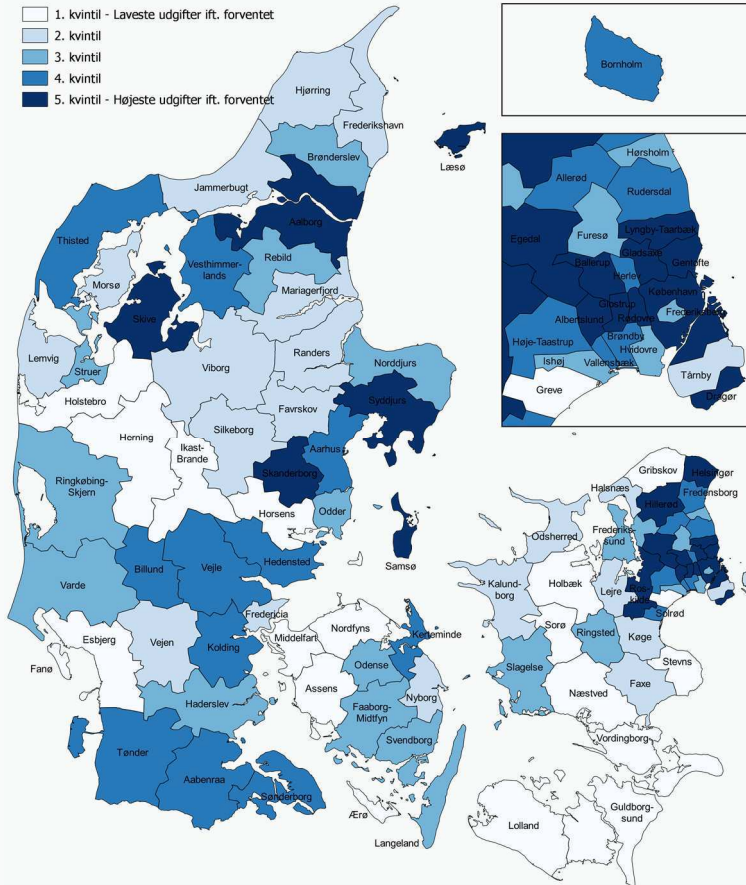 1. kvintil - Laveste udgifter ift. forventet
2. kvintil
3. kvintil
4. kvintil
5. kvintil - Højeste udgifter ift. forventet
Bornholm
Hjørring
Frederikshavn
Brønderslev
Læsø
Jammerbugt
Aalborg
Thisted
Vesthimmer-
lands
Rebild
Morsø
Mariagerfjord
Skive
Lemvig
Struer
Viborg
Randers
Norddjurs
Holstebro
Favrskov
Syddjurs
Herning
Silkeborg
Ikast-
Brande
Aarhus
Skanderborg
Ringkøbing-
Skjern
Horsens
Odder
Samsø
Hedensted
Billund
Vejle
Varde
Fredericia
Esbjerg
Vejen
Kolding
Middelfart
Nordfyns
Kerteminde
Fanø
Odense
Assens
Nyborg
Haderslev
Faaborg-
Midtfyn
Svendborg
Tønder
Aabenraa
Sønderborg
Ærø
Langeland
Hørsholm
Allerød
Rudersdal
Furesø
Lyngby-Taarbæk
Egedal
Gladsaxe
Ballerup
Gentofte
Herlev
København
Glostrup
Frederiksberg
Albertslund
Rødovre
Høje-Taastrup
Brøndby
Hvidovre
Ishøj
Vallensbæk
Greve
Tårnby
Dragør
Gribskov
Helsingør
Halsnæs
Hillerød
Fredensborg
Odsherred
Frederiks-
sund
Kalund-
borg
Holbæk
Lejre
Ros-
kilde
Solrød
Sorø
Ringsted
Køge
Slagelse
Stevns
Næstved
Faxe
Vordingborg
Guldborg-
sund
Lolland